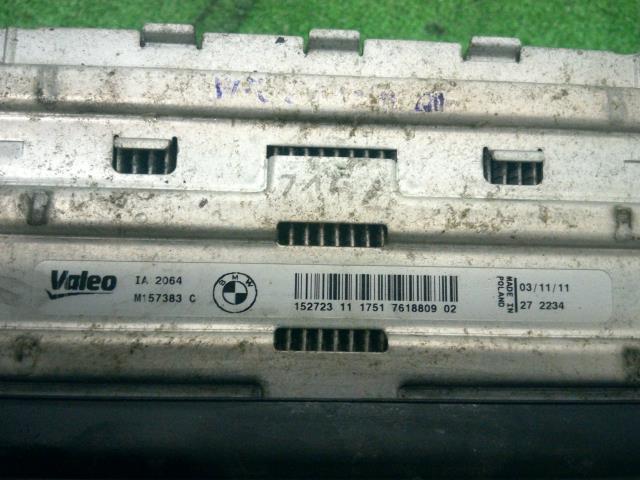 Valeo
IA 2064
M157383 C
BMW
152723 11 1751 7618809 02
MADE IN
POLAND
03/11/11
27 2234